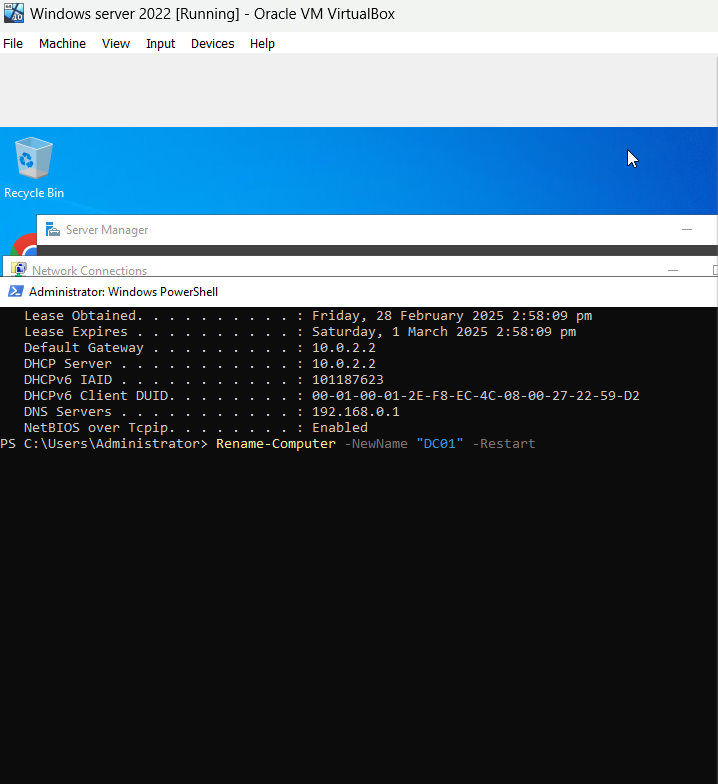 Windows server 2022 [Running] - Oracle VM VirtualBox
File Machine View Input Devices Help
Recycle Bin
Server Manager
Network Connections
Administrator: Windows PowerShell
Lease Obtained. . . . . . . . . . : Friday, 28 February 2025 2:58:09 pm
Lease Expires . . . . . . . . . . : Saturday, 1 March 2025 2:58:09 pm
Default Gateway . . . . . . . . . : 10.0.2.2
DHCP Server . . . . . . . . . . . : 10.0.2.2
DHCPv6 IAID . . . . . . . . . . . : 101187623
DHCPv6 Client DUID. . . . . . . . : 00-01-00-01-2E-F8-EC-4C-08-00-27-22-59-D2
DNS Servers . . . . . . . . . . . : 192.168.0.1
NetBIOS over Tcpip. . . . . . . . : Enabled
PS C:\Users\Administrator> Rename-Computer -NewName "DC01" -Restart